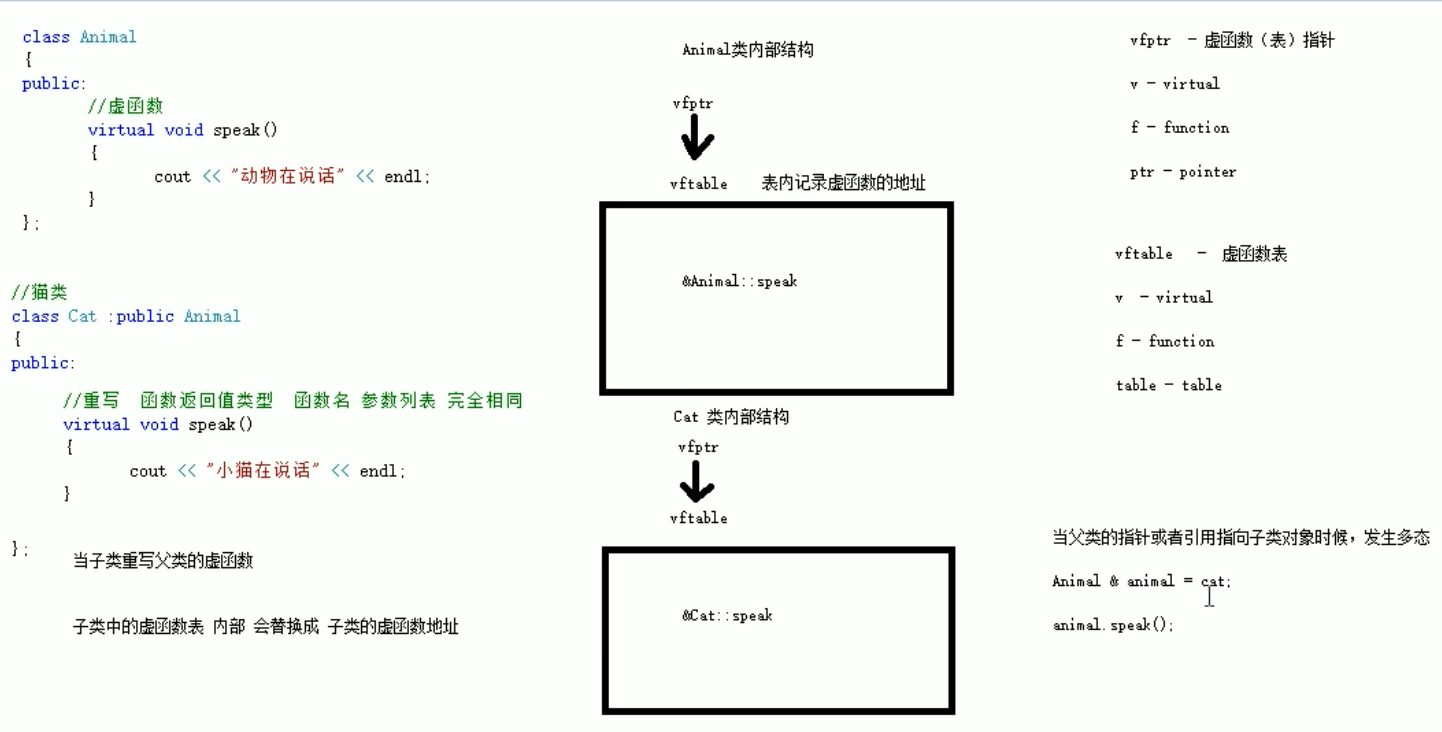 class Animal
{
public:
//虚函数
virtual void speak()
{
cout << "动物在说话" << endl;
}
};
//猫类
class Cat :public Animal
{
public:
//重写 函数返回值类型 函数名 参数列表 完全相同
virtual void speak()
{
cout << "小猫在说话" << endl;
}
};
当子类重写父类的虚函数
子类中的虚函数表 内部 会替换成 子类的虚函数地址
Animal类内部结构
vfptr
vftable 表内记录虚函数的地址
&Animal::speak
Cat 类内部结构
vfptr
vftable
&Cat::speak
vfptr - 虚函数（表）指针
v - virtual
f - function
ptr - pointer
vftable - 虚函数表
v - virtual
f - function
table - table
当父类的指针或者引用指向子类对象时候，发生多态
Animal & animal = cat;
animal.speak();